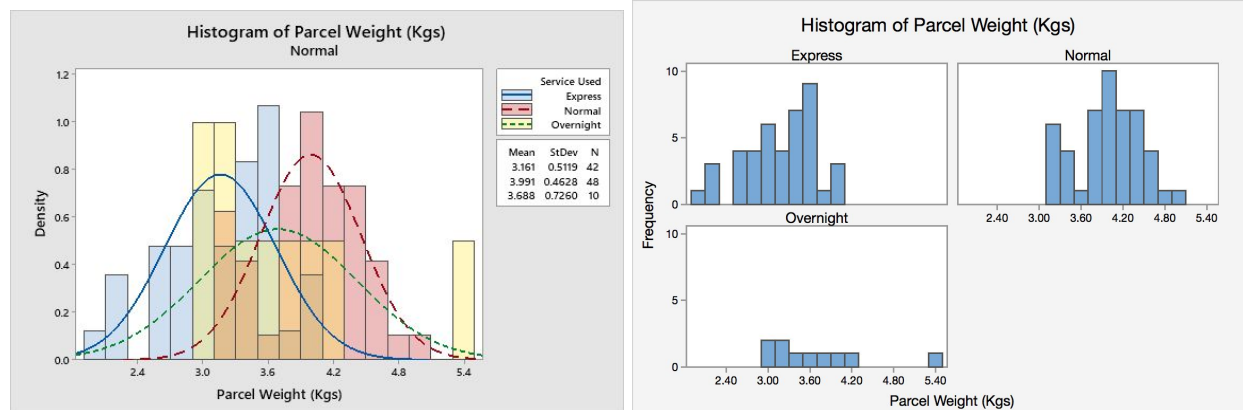 Histogram of Parcel Weight (Kgs)
Normal
1.2
1.0
0.8
0.6
0.4
0.2
0.0
Density
2.4 3.0 3.6 4.2 4.8 5.4
Parcel Weight (Kgs)
Service Used
Express
Normal
Overnight
Mean StDev N
3.161 0.5119 42
3.991 0.4628 48
3.688 0.7260 10
Histogram of Parcel Weight (Kgs)
Express Normal
10
5
0
2.40 3.00 3.60 4.20 4.80 5.40
Frequency
Overnight
10
5
0
2.40 3.00 3.60 4.20 4.80 5.40
Parcel Weight (Kgs)